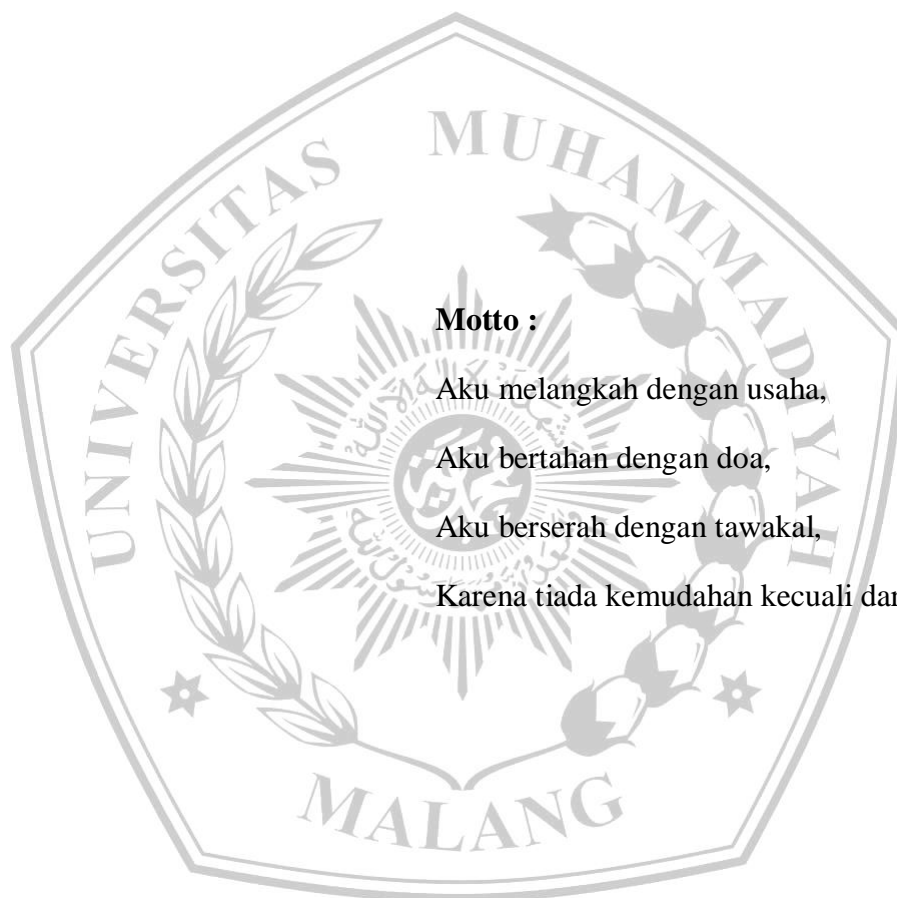 UNIVERSITAS MUHAMMADIYAH
Motto :
Aku melangkah dengan usaha,
Aku bertahan dengan doa,
Aku berserah dengan tawakal,
Karena tiada kemudahan kecuali
MALANG